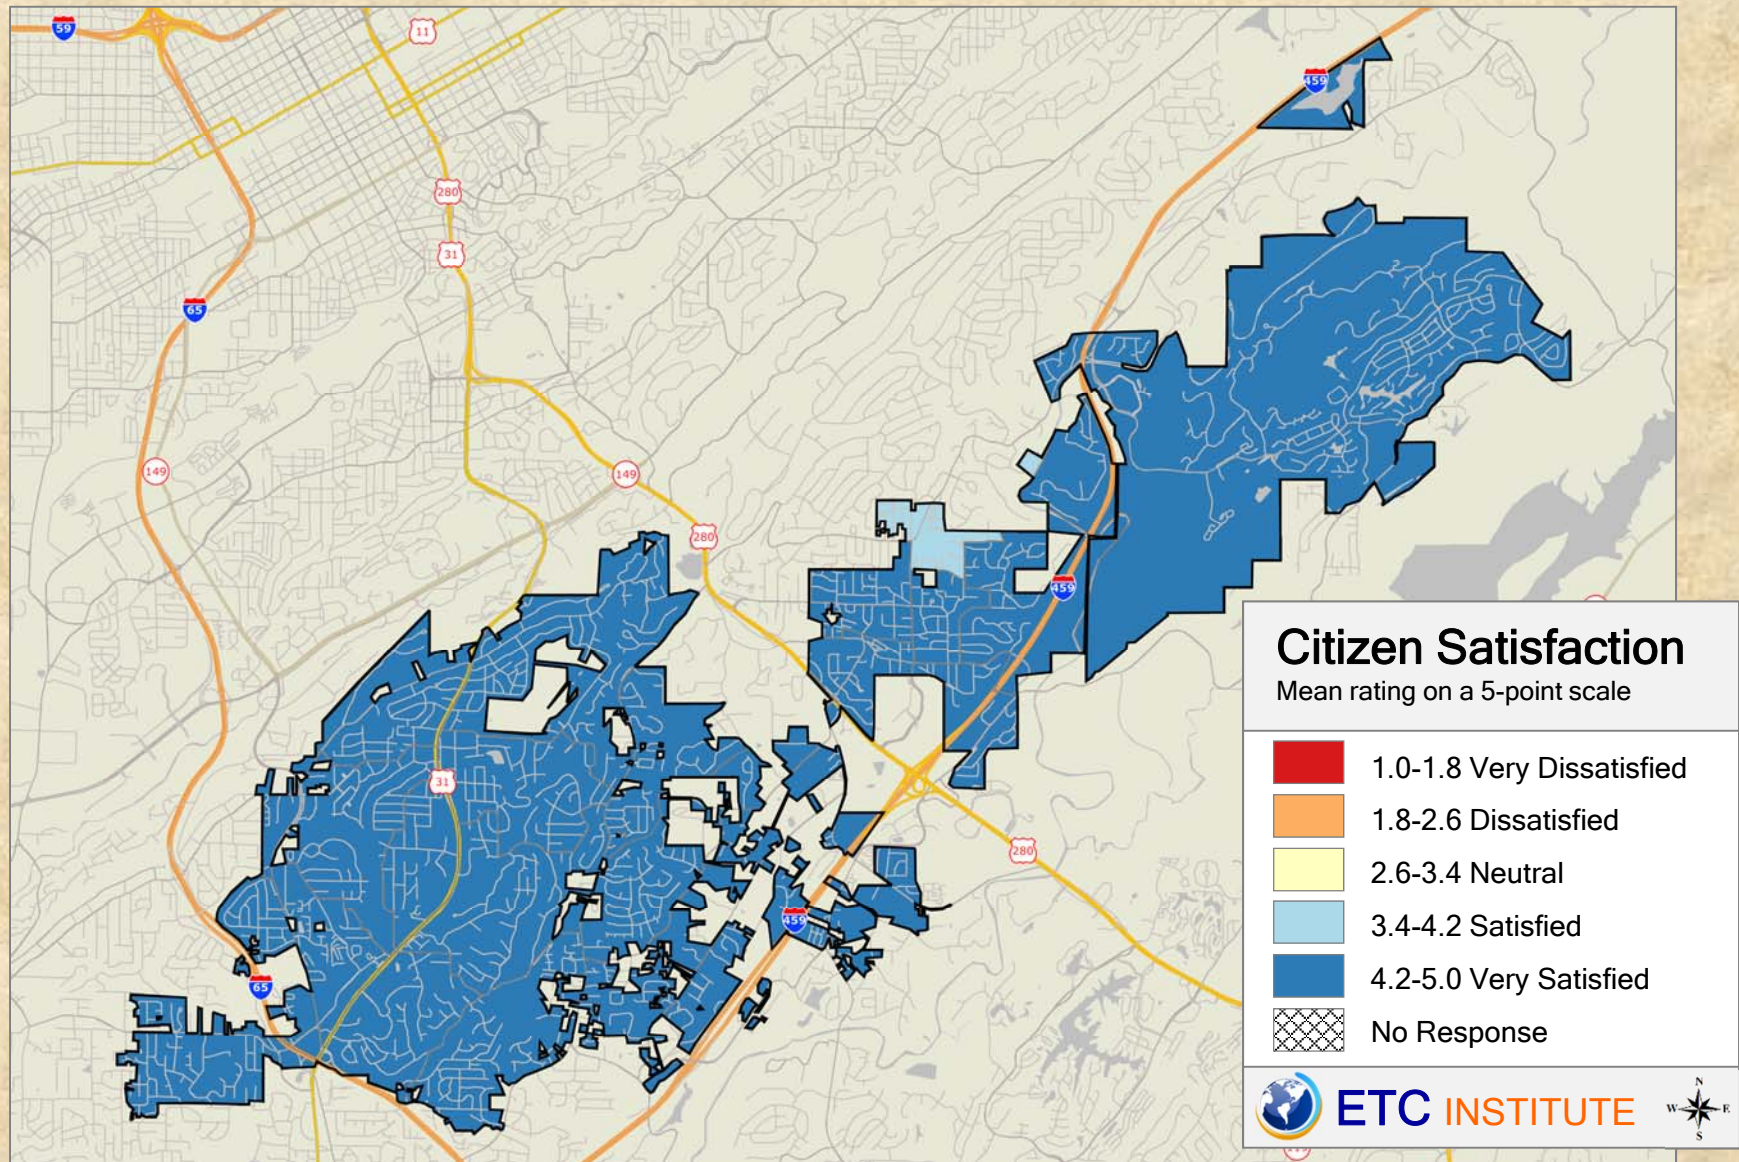 59
11
459
280
31
65
149
149
280
459
31
280
459
65
Citizen Satisfaction
Mean rating on a 5-point scale
1.0-1.8 Very Dissatisfied
1.8-2.6 Dissatisfied
2.6-3.4 Neutral
3.4-4.2 Satisfied
4.2-5.0 Very Satisfied
No Response
ETC INSTITUTE
N
W E
S